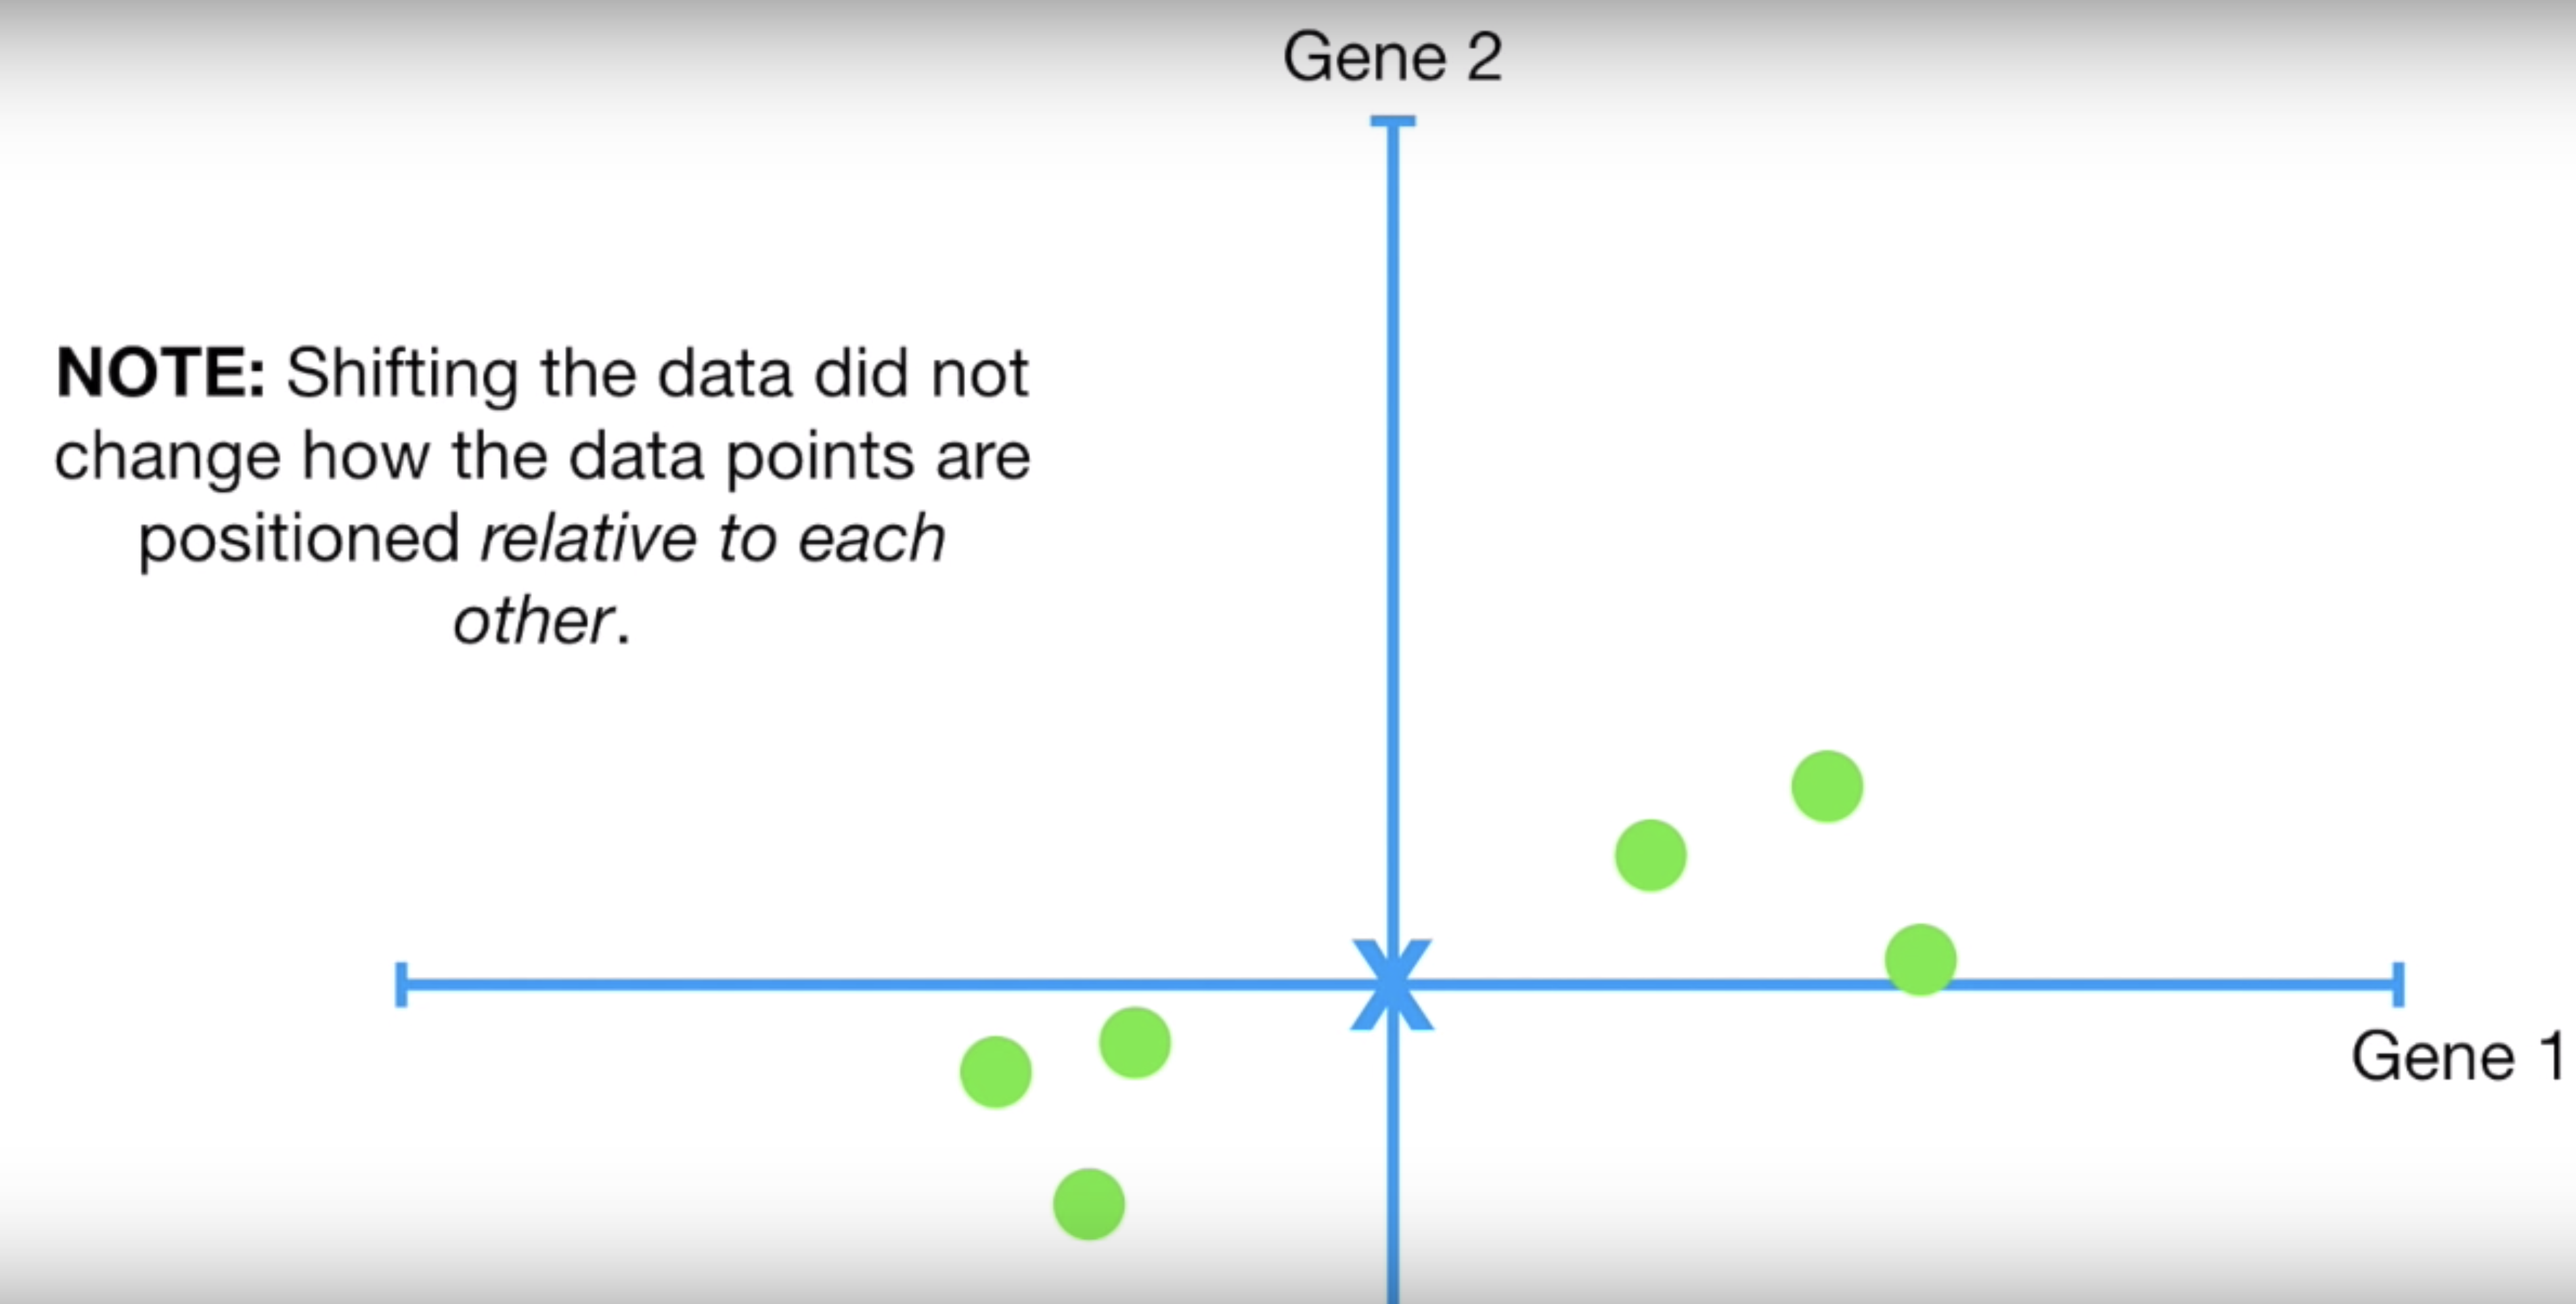 Gene 2
NOTE: Shifting the data did not
change how the data points are
positioned relative to each
other.
X
Gene 1